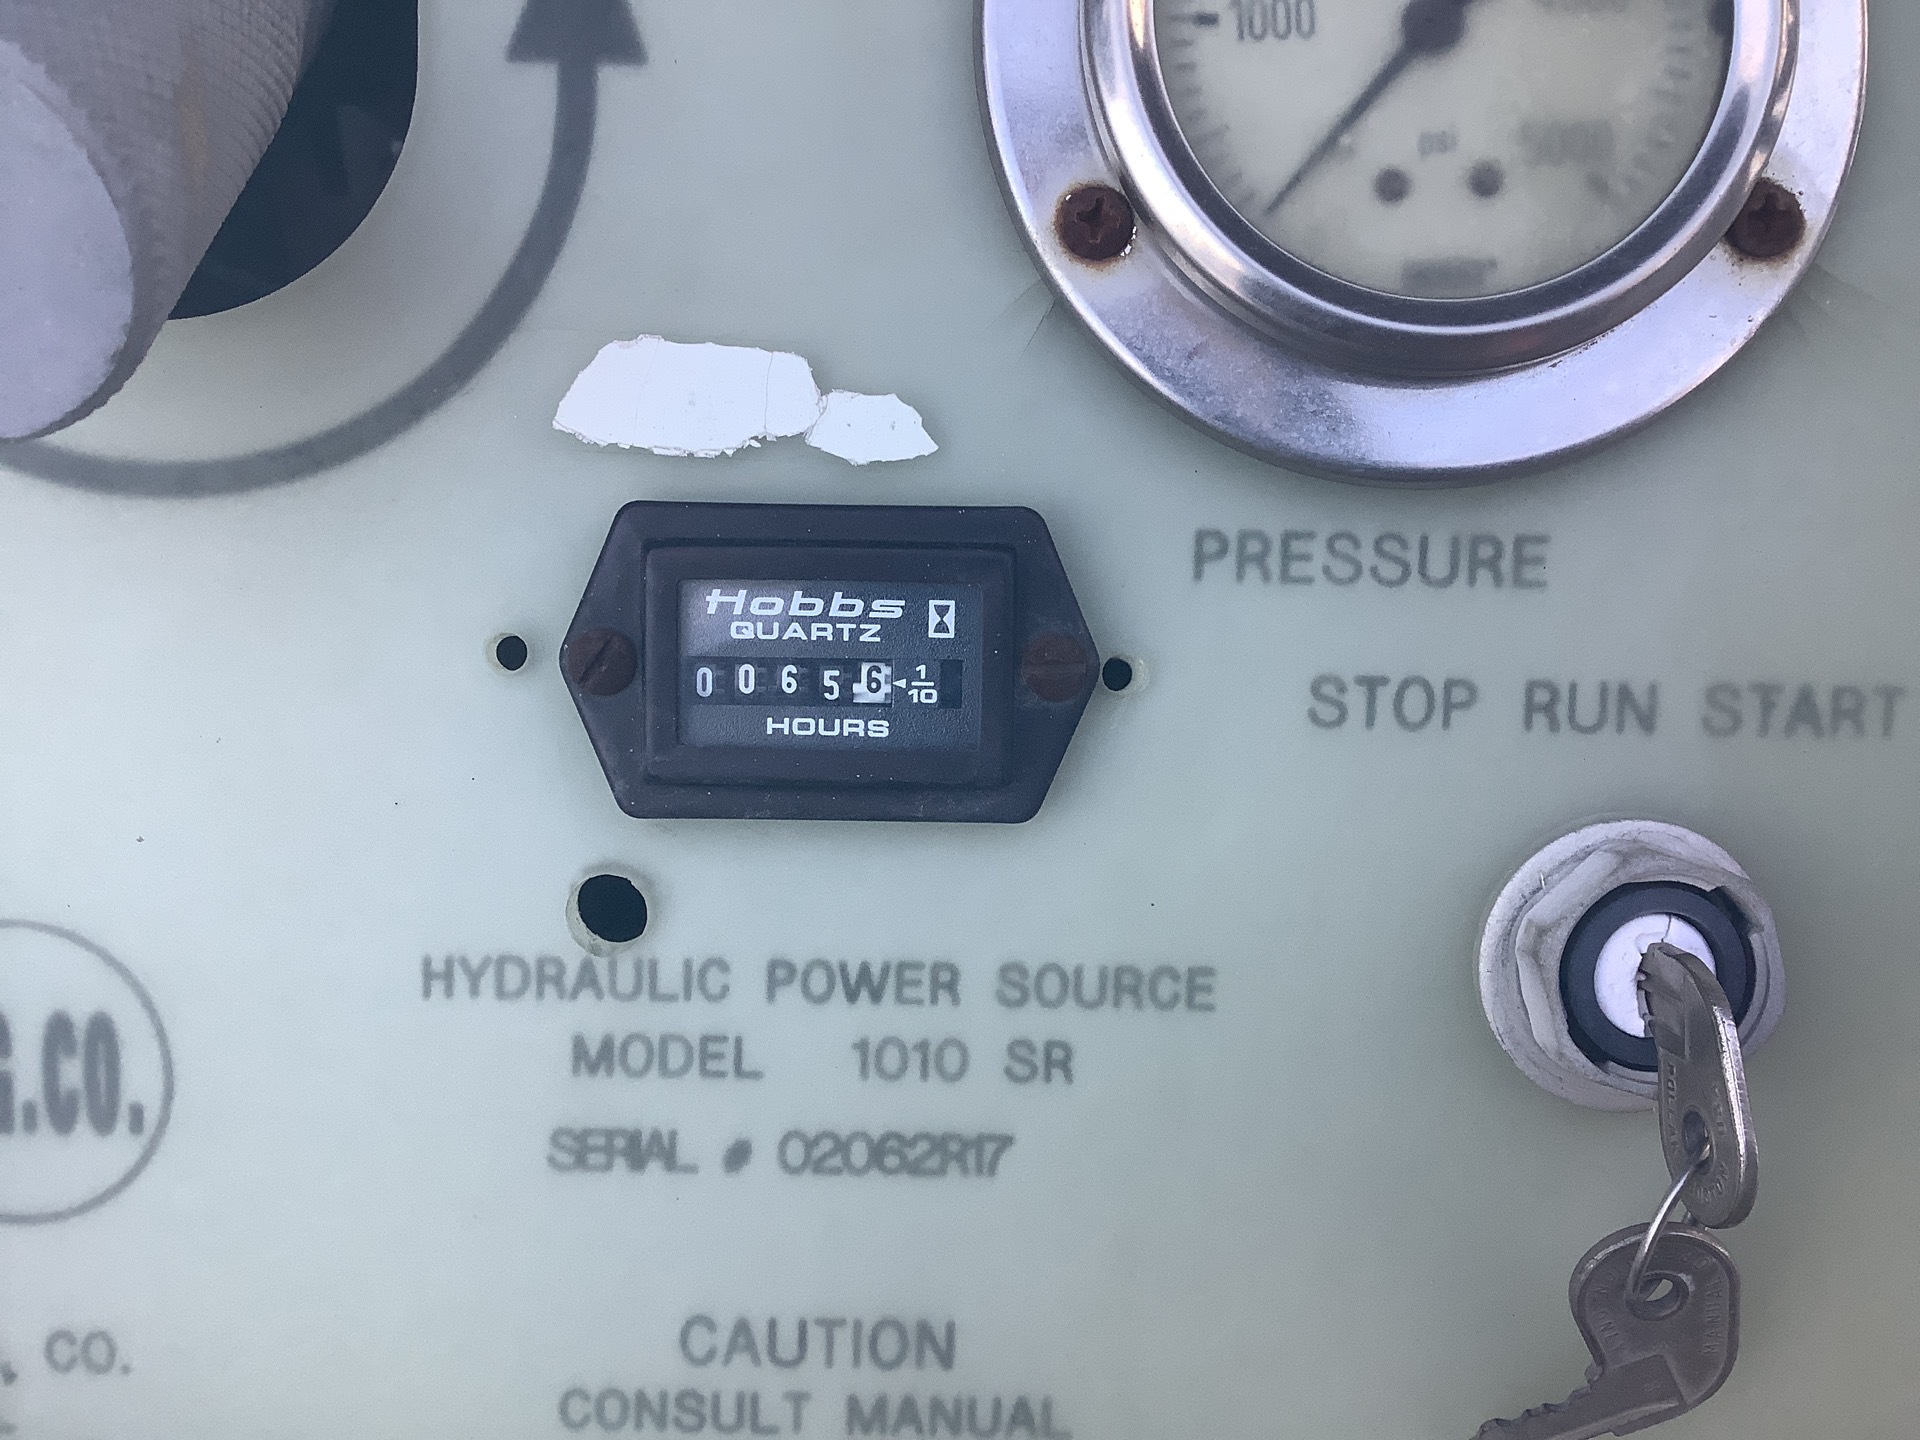 1000
psi
5000
PRESSURE
Hobbs
QUARTZ
0 0 6 5 6 1/10
HOURS
STOP RUN START
HYDRAULIC POWER SOURCE
MODEL 1010 SR
G.CO.
SERIAL # 02062R17
CO.
CAUTION
CONSULT MANUAL